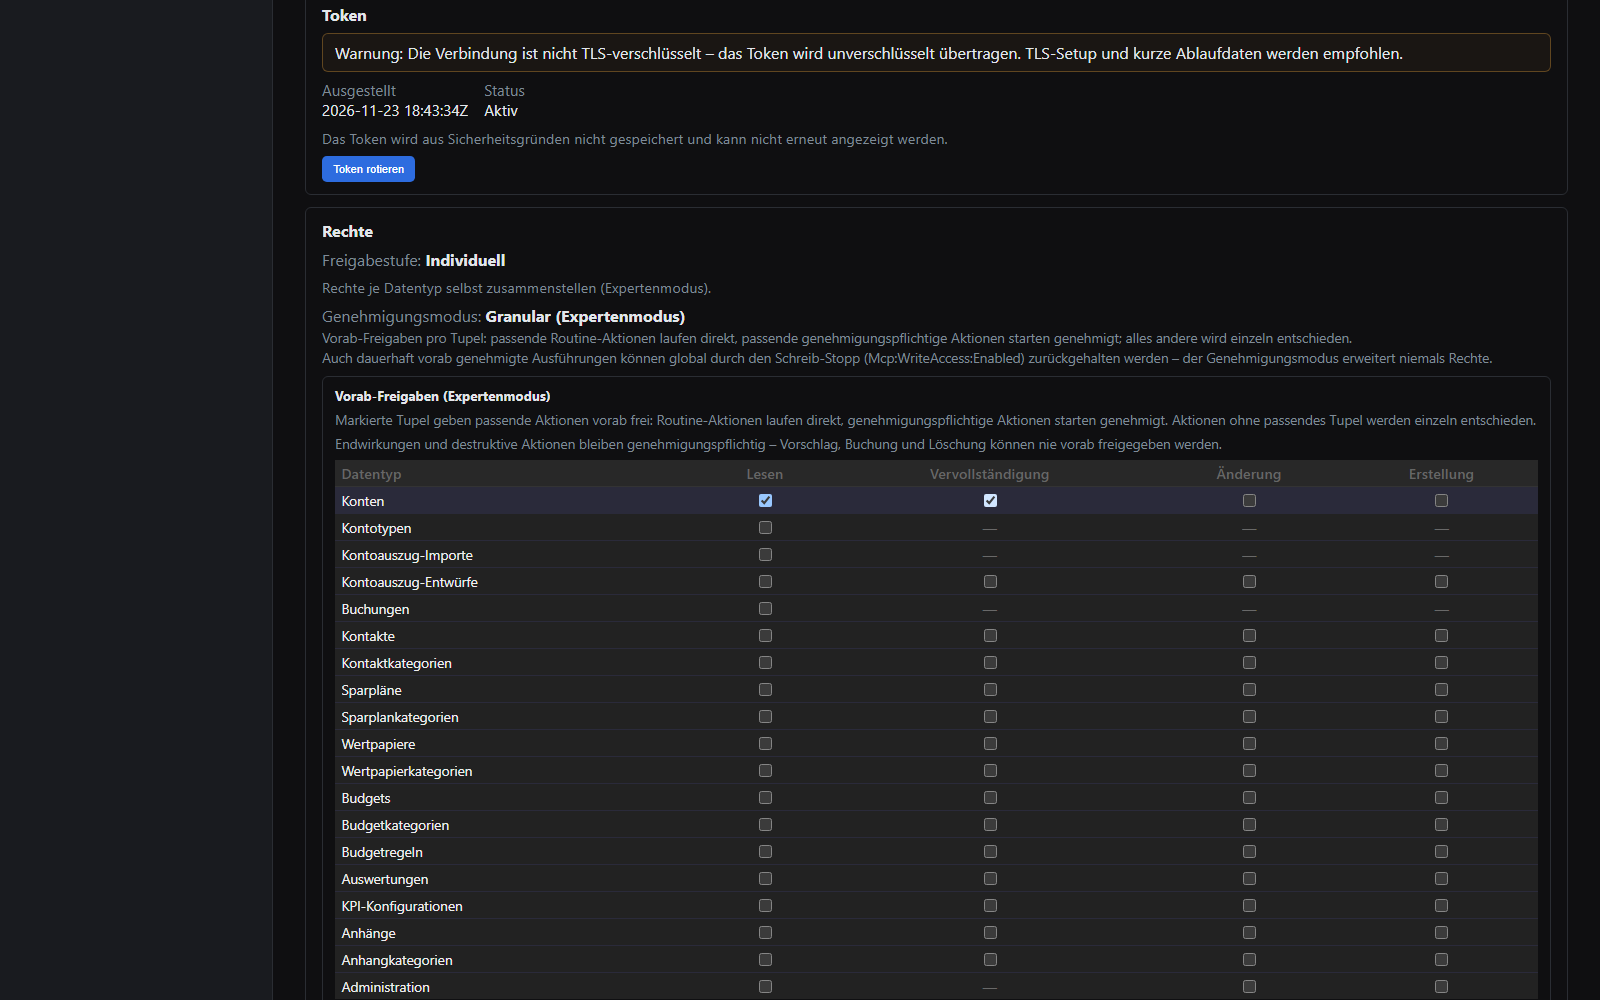 Token
Warnung: Die Verbindung ist nicht TLS-verschlüsselt – das Token wird unverschlüsselt übertragen. TLS-Setup und kurze Ablaufdaten werden empfohlen.
Ausgestellt Status
2026-11-23 18:43:34Z Aktiv
Das Token wird aus Sicherheitsgründen nicht gespeichert und kann nicht erneut angezeigt werden.
Token rotieren
Rechte
Freigabestufe: Individuell
Rechte je Datentyp selbst zusammenstellen (Expertenmodus).
Genehmigungsmodus: Granular (Expertenmodus)
Vorab-Freigaben pro Tupel: passende Routine-Aktionen laufen direkt, passende genehmigungspflichtige Aktionen starten genehmigt; alles andere wird einzeln entschieden.
Auch dauerhaft vorab genehmigte Ausführungen können global durch den Schreib-Stopp (Mcp:WriteAccess:Enabled) zurückgehalten werden – der Genehmigungsmodus erweitert niemals Rechte.
Vorab-Freigaben (Expertenmodus)
Markierte Tupel geben passende Aktionen vorab frei: Routine-Aktionen laufen direkt, genehmigungspflichtige Aktionen starten genehmigt. Aktionen ohne passendes Tupel werden einzeln entschieden.
Endwirkungen und destruktive Aktionen bleiben genehmigungspflichtig – Vorschlag, Buchung und Löschung können nie vorab freigegeben werden.
Datentyp Lesen Vervollständigung Änderung Erstellung
Konten
Kontotypen — — —
Kontoauszug-Importe — — —
Kontoauszug-Entwürfe
Buchungen — — —
Kontakte
Kontaktkategorien
Sparpläne
Sparplankategorien
Wertpapiere
Wertpapierkategorien
Budgets
Budgetkategorien
Budgetregeln
Auswertungen
KPI-Konfigurationen
Anhänge
Anhangkategorien
Administration —